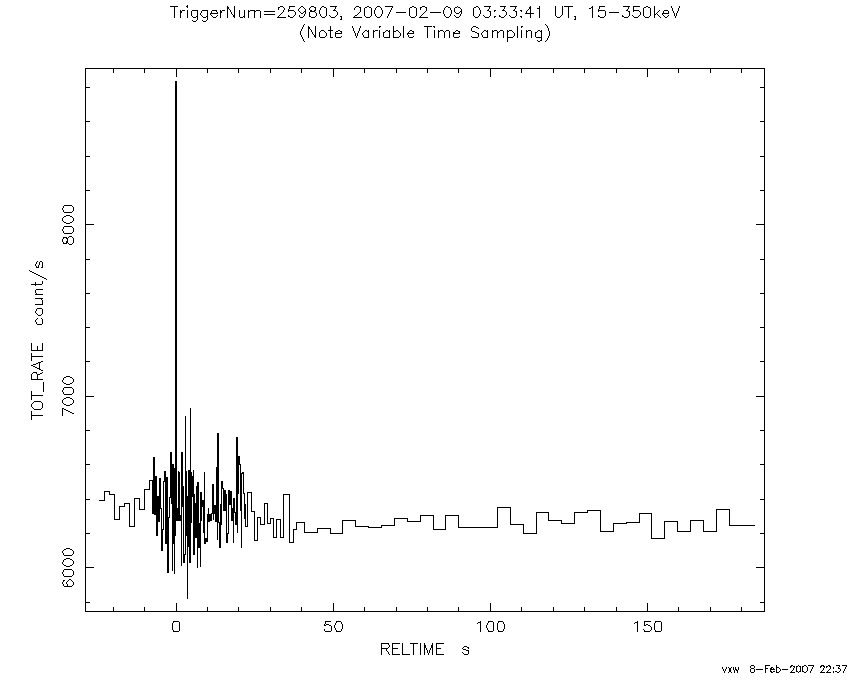 TriggerNum=259803, 2007-02-09 03:33:41 UT, 15-350keV
(Note Variable Time Sampling)
8000
7000
6000
TOT_RATE count/s
0 50 100 150
RELTIME s
vxw 8-Feb-2007 22:37